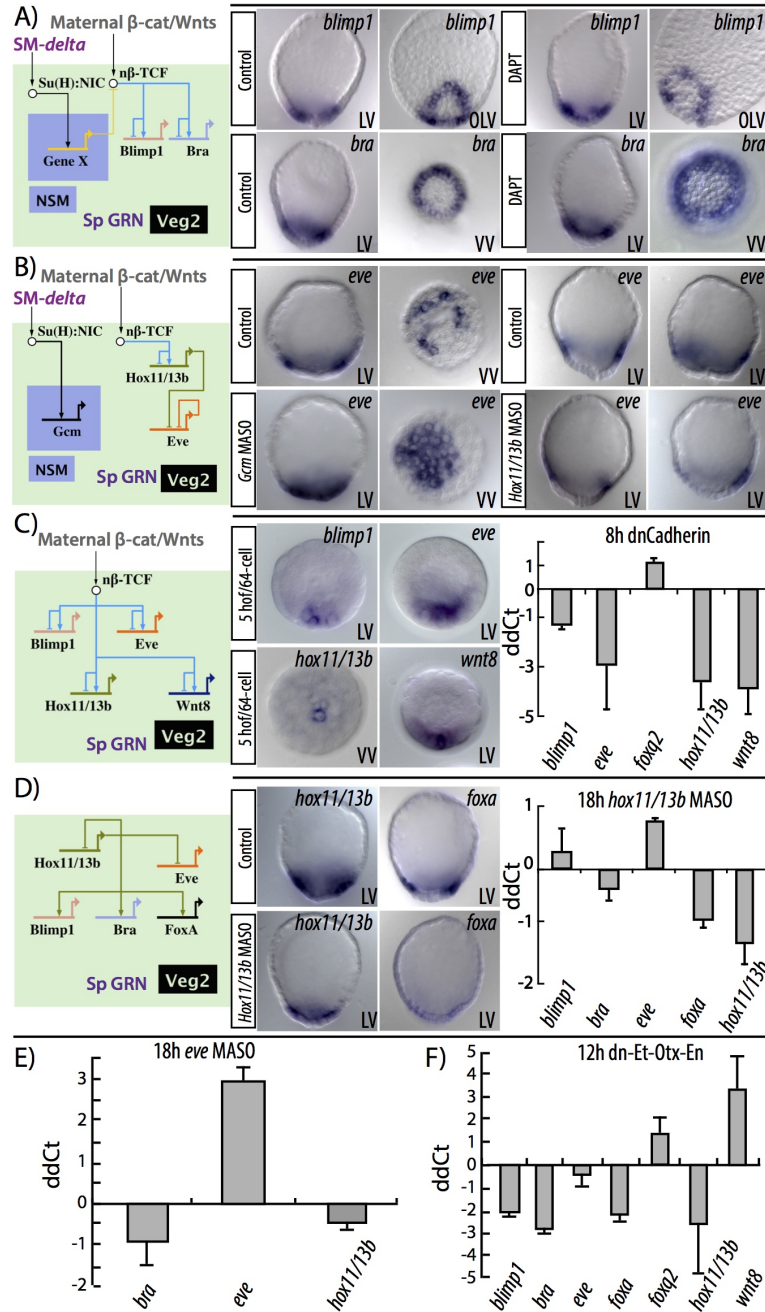 A)
Maternal β-cat/Wnts
SM-delta
Su(H):NIC
nβ-TCF
Gene X
Blimp1
Bra
NSM
Sp GRN
Veg2
Control
blimp1
LV
blimp1
OLV
DAPT
blimp1
LV
blimp1
OLV
Control
bra
LV
bra
VV
DAPT
bra
LV
bra
VV
B)
Maternal β-cat/Wnts
SM-delta
Su(H):NIC
nβ-TCF
Hox11/13b
Gcm
Eve
NSM
Sp GRN
Veg2
Control
eve
LV
eve
VV
Control
eve
LV
eve
LV
Gcm MASO
eve
LV
eve
VV
Hox11/13b MASO
eve
LV
eve
LV
C)
Maternal β-cat/Wnts
nβ-TCF
Blimp1
Eve
Hox11/13b
Wnt8
Sp GRN
Veg2
5 hof/64-cell
blimp1
LV
eve
LV
5 hof/64-cell
hox11/13b
VV
wnt8
LV
8h dnCadherin
ddCt
1
0
-1
-3
-5
blimp1
eve
foxq2
hox11/13b
wnt8
D)
Hox11/13b
Eve
Blimp1
Bra
FoxA
Sp GRN
Veg2
Control
hox11/13b
LV
foxa
LV
Hox11/13b MASO
hox11/13b
LV
foxa
LV
18h hox11/13b MASO
ddCt
1
0
-1
-2
blimp1
bra
eve
foxa
hox11/13b
E)
18h eve MASO
ddCt
3
2
1
0
-1
-2
bra
eve
hox11/13b
F)
12h dn-Et-Otx-En
ddCt
5
4
3
2
1
0
-1
-2
-3
-4
-5
blimp1
bra
eve
foxa
foxq2
hox11/13b
wnt8